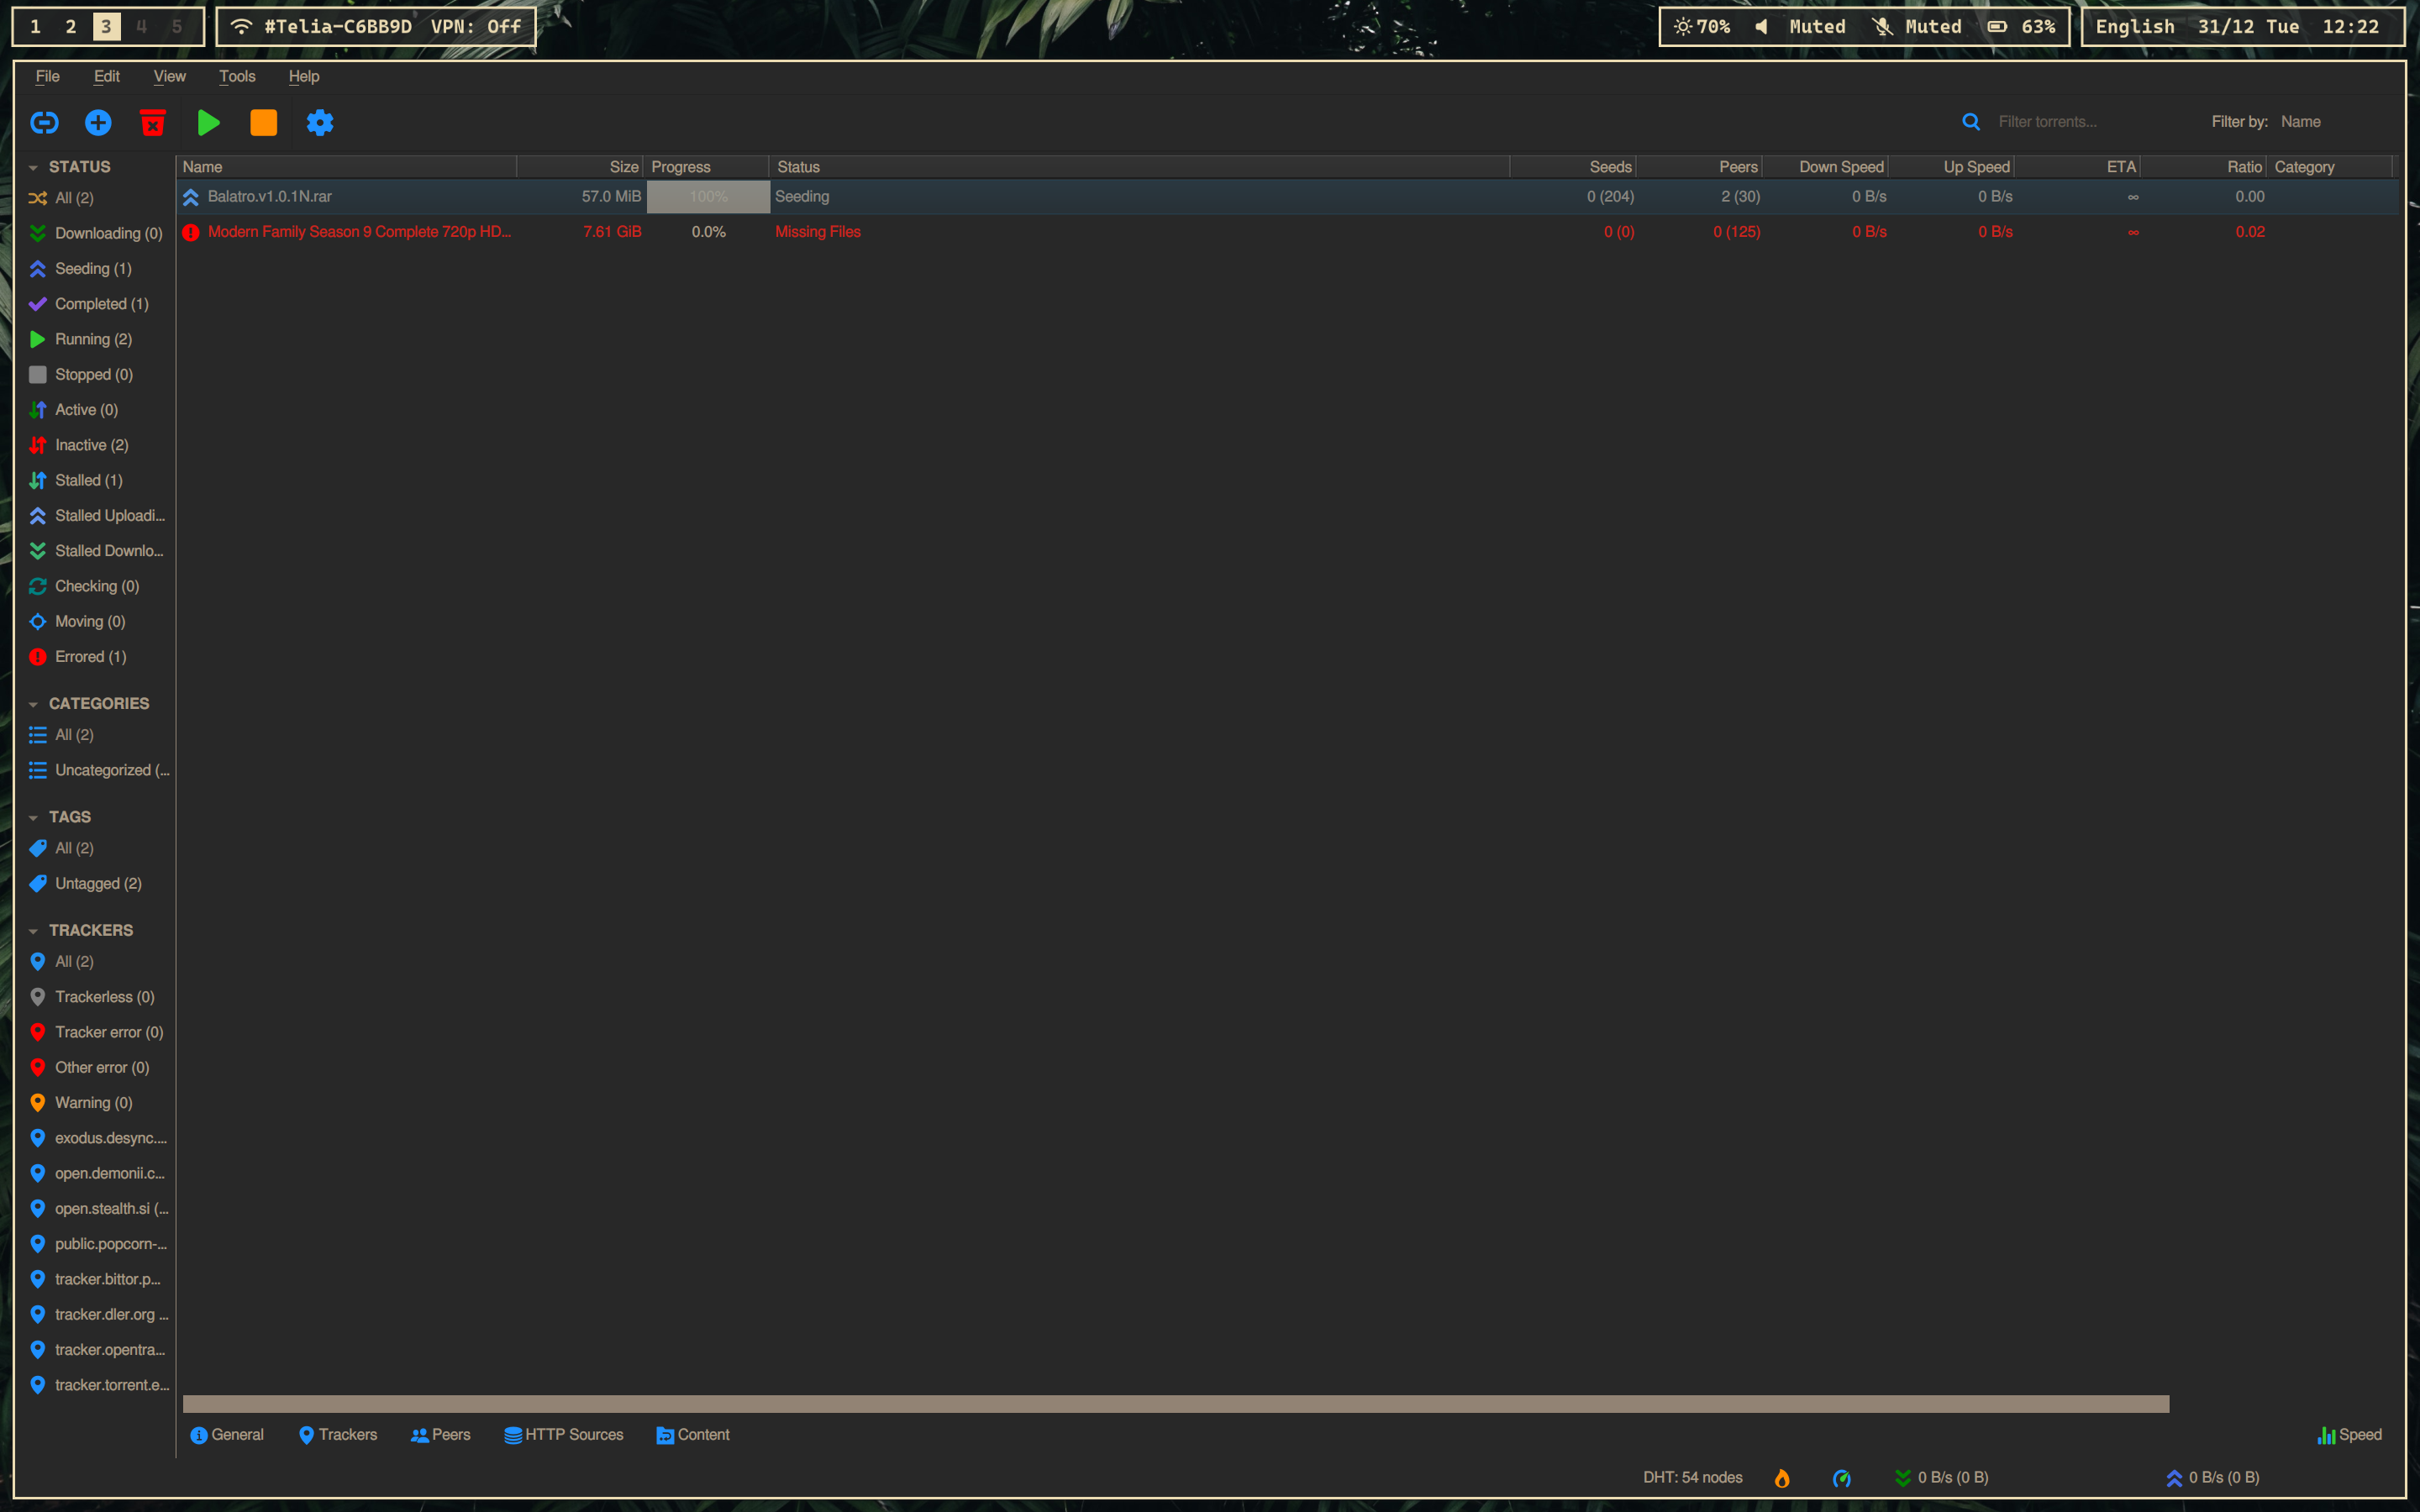 1 2 3 4 5 #Telia-C6BB9D VPN: Off 70% Muted Muted 63% English 31/12 Tue 12:22
File Edit View Tools Help
Filter torrents... Filter by: Name
STATUS
All (2)
Downloading (0)
Seeding (1)
Completed (1)
Running (2)
Stopped (0)
Active (0)
Inactive (2)
Stalled (1)
Stalled Uploadi...
Stalled Downlo...
Checking (0)
Moving (0)
Errored (1)
CATEGORIES
All (2)
Uncategorized (...
TAGS
All (2)
Untagged (2)
TRACKERS
All (2)
Trackerless (0)
Tracker error (0)
Other error (0)
Warning (0)
exodus.desync....
open.demonii.c...
open.stealth.si (...
public.popcorn-...
tracker.bittor.p...
tracker.dler.org ...
tracker.opentra...
tracker.torrent.e...
Name Size Progress Status Seeds Peers Down Speed Up Speed ETA Ratio Category
Balatro.v1.0.1N.rar 57.0 MiB 100% Seeding 0 (204) 2 (30) 0 B/s 0 B/s ∞ 0.00
Modern Family Season 9 Complete 720p HD... 7.61 GiB 0.0% Missing Files 0 (0) 0 (125) 0 B/s 0 B/s ∞ 0.02
General Trackers Peers HTTP Sources Content Speed
DHT: 54 nodes 0 B/s (0 B) 0 B/s (0 B)